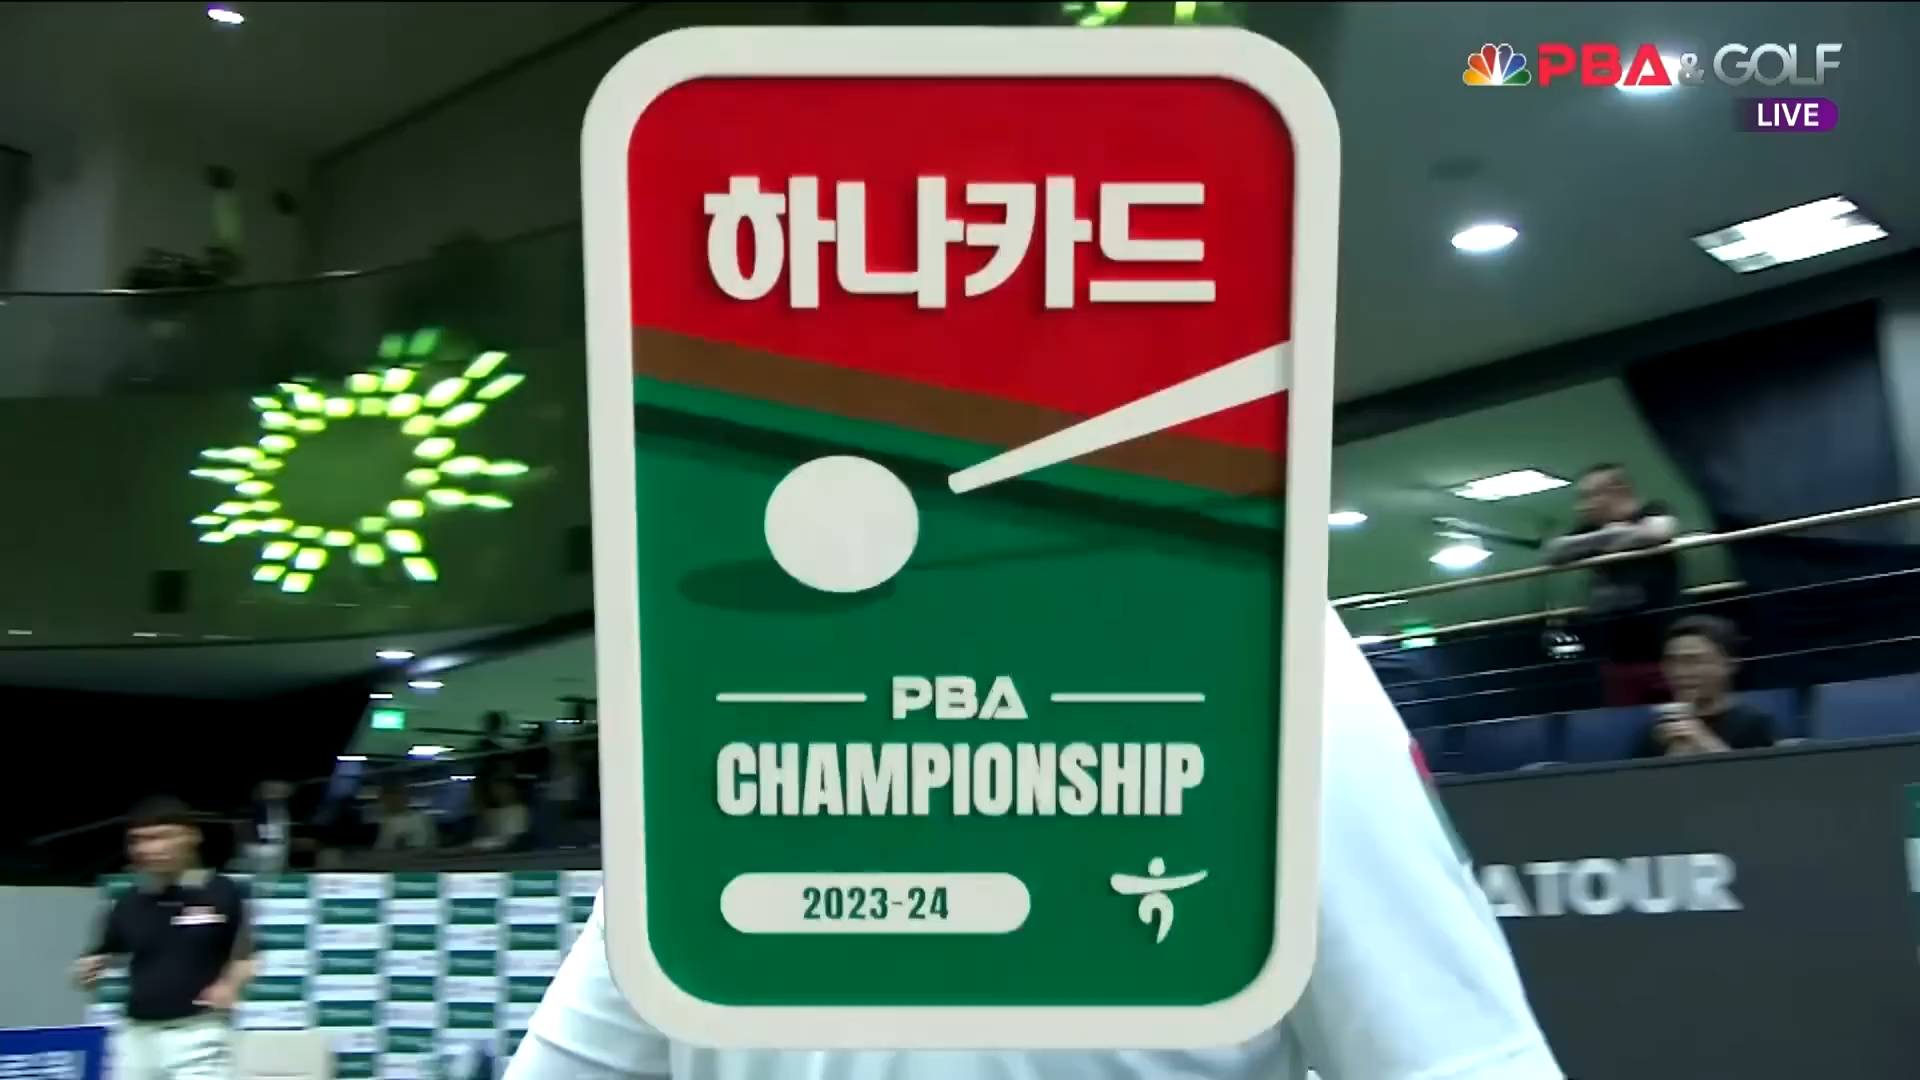 PBA & GOLF
LIVE
하나카드
PBA
CHAMPIONSHIP
2023-24
ATOUR